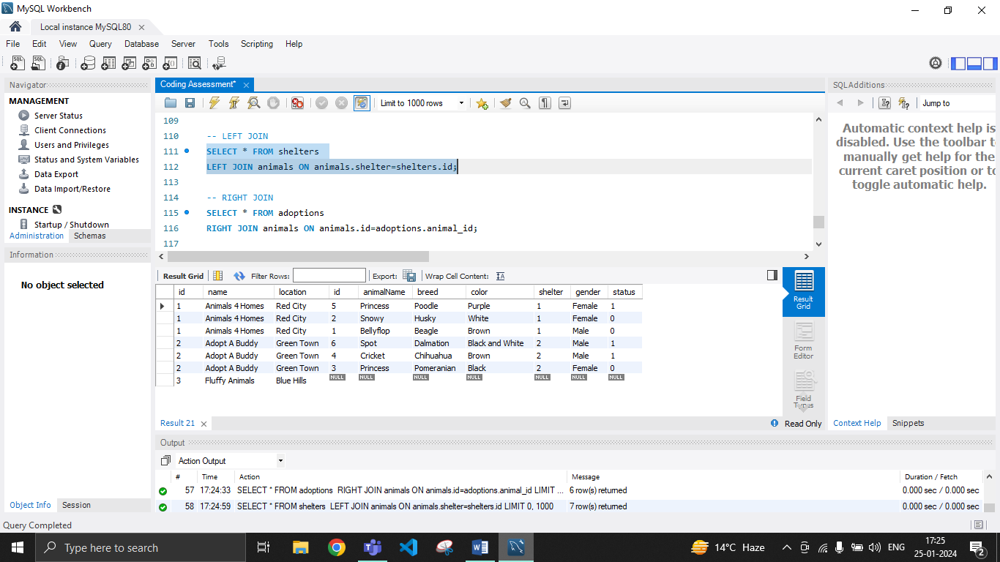 MySQL Workbench
Local instance MySQL80
File Edit View Query Database Server Tools Scripting Help
Navigator
MANAGEMENT
Server Status
Client Connections
Users and Privileges
Status and System Variables
Data Export
Data Import/Restore
INSTANCE
Startup / Shutdown
Administration Schemas
Information
No object selected
Object Info Session
Query Completed
Coding Assessment*
Limit to 1000 rows
109
110 -- LEFT JOIN
111 SELECT * FROM shelters
112 LEFT JOIN animals ON animals.shelter=shelters.id;
113
114 -- RIGHT JOIN
115 SELECT * FROM adoptions
116 RIGHT JOIN animals ON animals.id=adoptions.animal_id;
117
Result Grid Filter Rows: Export: Wrap Cell Content:
id name location id animalName breed color shelter gender status
1 Animals 4 Homes Red City 5 Princess Poodle Purple 1 Female 1
1 Animals 4 Homes Red City 2 Snowy Husky White 1 Female 0
1 Animals 4 Homes Red City 1 Bellyflop Beagle Brown 1 Male 0
2 Adopt A Buddy Green Town 6 Spot Dalmation Black and White 2 Male 1
2 Adopt A Buddy Green Town 4 Cricket Chihuahua Brown 2 Male 1
2 Adopt A Buddy Green Town 3 Princess Pomeranian Black 2 Female 0
3 Fluffy Animals Blue Hills NULL NULL NULL NULL NULL NULL NULL
Result Grid
Form Editor
Field Types
Result 21
Read Only
SQLAdditions
Jump to
Automatic context help is
disabled. Use the toolbar t
manually get help for the
current caret position or to
toggle automatic help.
Context Help Snippets
Output
Action Output
# Time Action Message Duration / Fetch
57 17:24:33 SELECT * FROM adoptions RIGHT JOIN animals ON animals.id=adoptions.animal_id LIMIT ... 6 row(s) returned 0.000 sec / 0.000 sec
58 17:24:59 SELECT * FROM shelters LEFT JOIN animals ON animals.shelter=shelters.id LIMIT 0, 1000 7 row(s) returned 0.000 sec / 0.000 sec
Type here to search
14°C Haze
ENG
17:25
25-01-2024
2